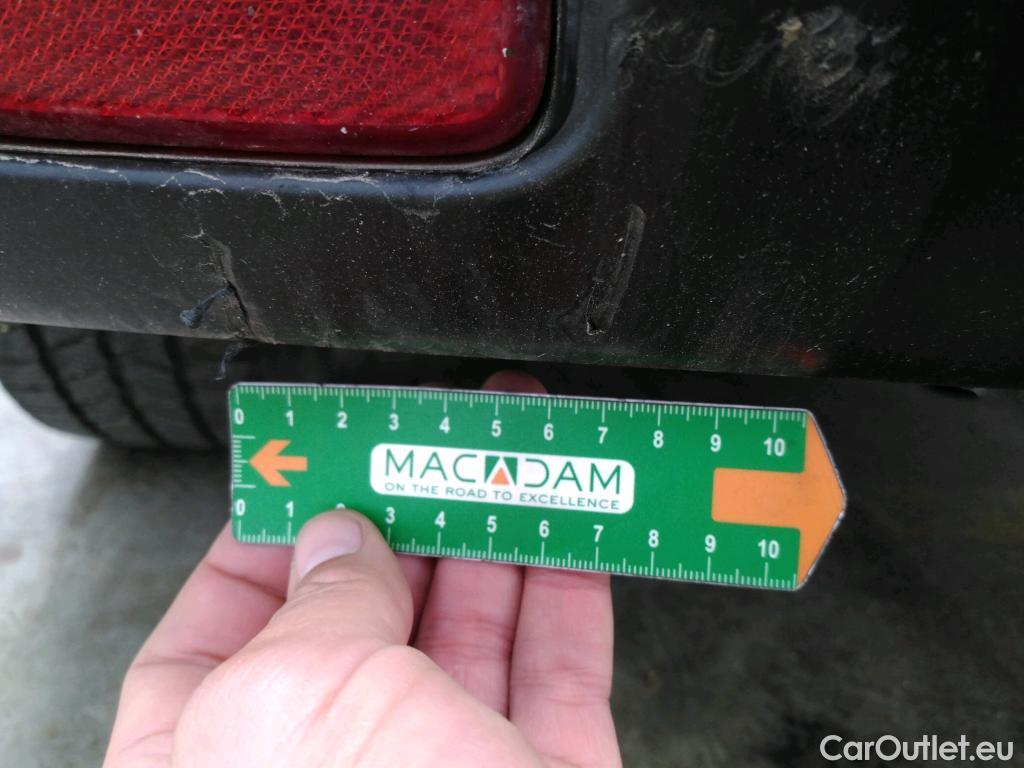 0 1 2 3 4 5 6 7 8 9 10
MACADAM
ON THE ROAD TO EXCELLENCE
0 1 3 4 5 6 7 8 9 10
CarOutlet.eu